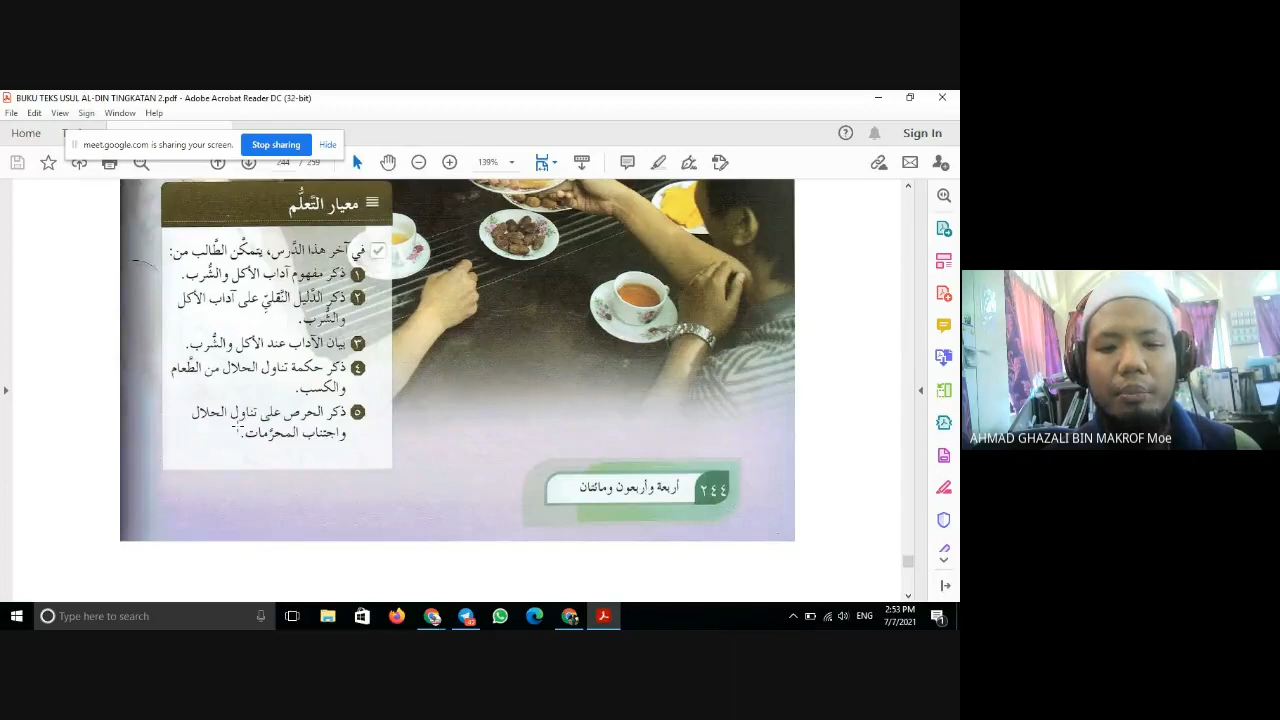 BUKU TEKS USUL AL-DIN TINGKATAN 2.pdf - Adobe Acrobat Reader DC (32-bit)
File Edit View Sign Window Help
Home
meet.google.com is sharing your screen. Stop sharing Hide
Sign In
244 / 259
139%
معيار التَّعلُّم
في آخر هذا الدَّرس، يتمكَّن الطَّالب من:
١ ذكر مفهوم آداب الأكل والشُّرب.
٢ ذكر الدَّليل النَّقليّ على آداب الأكل
والشُّرب.
٣ بيان الآداب عند الأكل والشُّرب.
٤ ذكر حكمة تناول الحلال من الطَّعام
والكسب.
٥ ذكر الحرص على تناول الحلال
واجتناب المحرَّمات.
٢٤٤ أربعة وأربعون ومائتان
AHMAD GHAZALI BIN MAKROF Moe
Type here to search
ENG
2:53 PM
7/7/2021